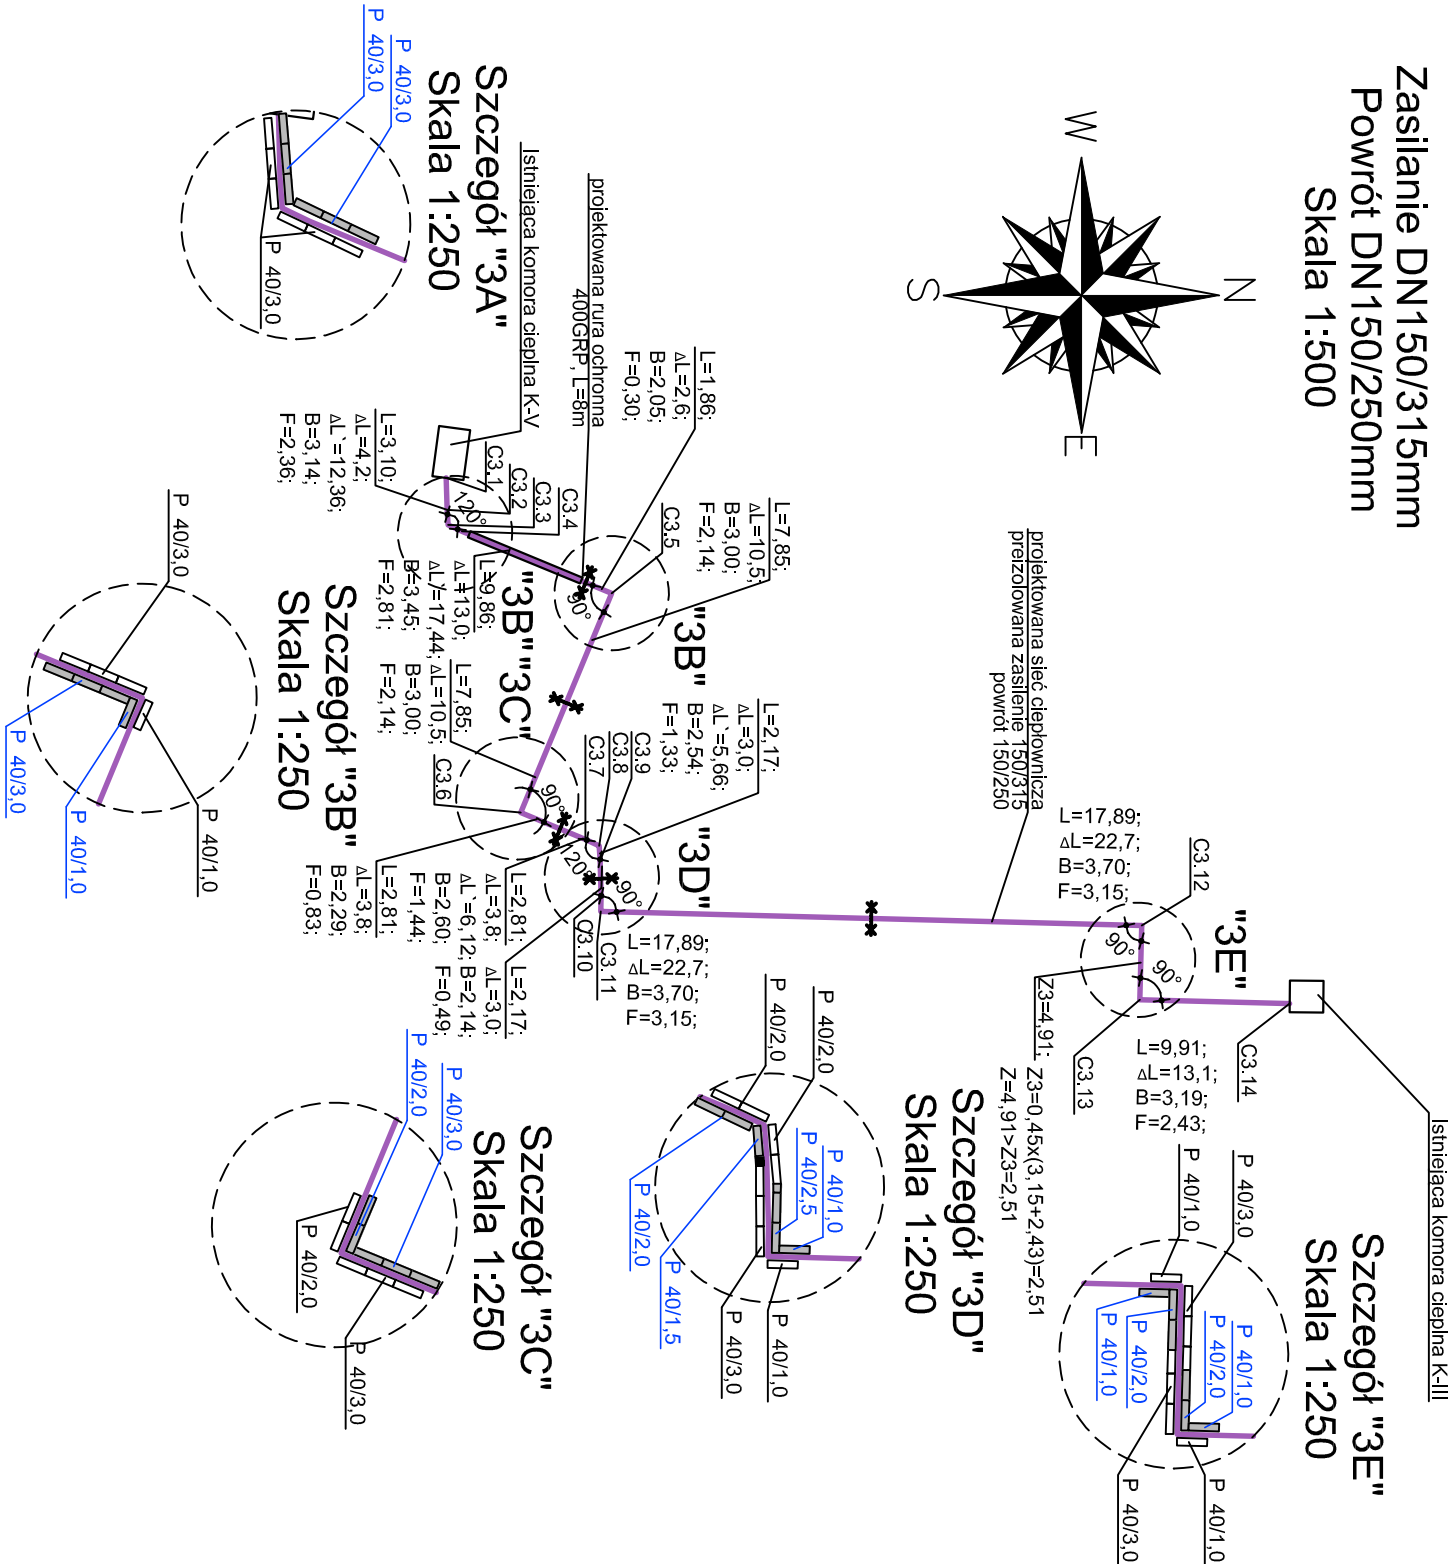 Zasilanie DN150/315mm
Powrót DN150/250mm
Skala 1:500
N
W
E
S
Istniejąca komora cieplna K-III
"3E"
Szczegół "3E"
Skala 1:250
P 40/3,0
P 40/1,0
P 40/1,0
P 40/2,0
P 40/2,0
P 40/1,0
P 40/1,0
P 40/3,0
C3.12
C3.14
C3.13
90°
90°
L=17,89;
ΔL=22,7;
B=3,70;
F=3,15;
L=9,91;
ΔL=13,1;
B=3,19;
F=2,43;
Z3=4,91;
Z3=0,45x(3,15+2,43)=2,51
Z=4,91>Z3=2,51
projektowana sieć ciepłownicza
preizolowana zasilenie 150/315
powrót 150/250
Szczegół "3D"
Skala 1:250
P 40/2,0
P 40/2,0
P 40/1,0
P 40/2,5
P 40/2,0
P 40/1,5
P 40/1,0
P 40/3,0
L=7,85;
ΔL=10,5;
B=3,00;
F=2,14;
"3B"
L=2,17;
ΔL=3,0;
ΔL`=5,66;
B=2,54;
F=1,33;
"3D"
L=17,89;
ΔL=22,7;
B=3,70;
F=3,15;
L=1,86;
ΔL=2,6;
B=2,05;
F=0,30;
C3.5
90°
C3.9
C3.8
C3.7
120°
90°
C3.11
C3.10
projektowana rura ochronna
400GRP, L=8m
Istniejąca komora cieplna K-V
C3.4
C3.3
C3.2
C3.1
120°
"3B"
"3C"
L=9,86;
ΔL=13,0;
ΔL`=17,44;
B=3,45;
F=2,81;
L=7,85;
ΔL=10,5;
B=3,00;
F=2,14;
C3.6
90°
L=2,17;
ΔL=3,0;
B=2,14;
F=0,49;
L=2,81;
ΔL=3,8;
ΔL`=6,12;
B=2,60;
F=1,44;
L=2,81;
ΔL=3,8;
B=2,29;
F=0,83;
Szczegół "3A"
Skala 1:250
P 40/3,0
P 40/3,0
P 40/3,0
L=3,10;
ΔL=4,2;
ΔL`=12,36;
B=3,14;
F=2,36;
Szczegół "3C"
Skala 1:250
P 40/3,0
P 40/2,0
P 40/2,0
P 40/3,0
Szczegół "3B"
Skala 1:250
P 40/3,0
P 40/1,0
P 40/1,0
P 40/3,0